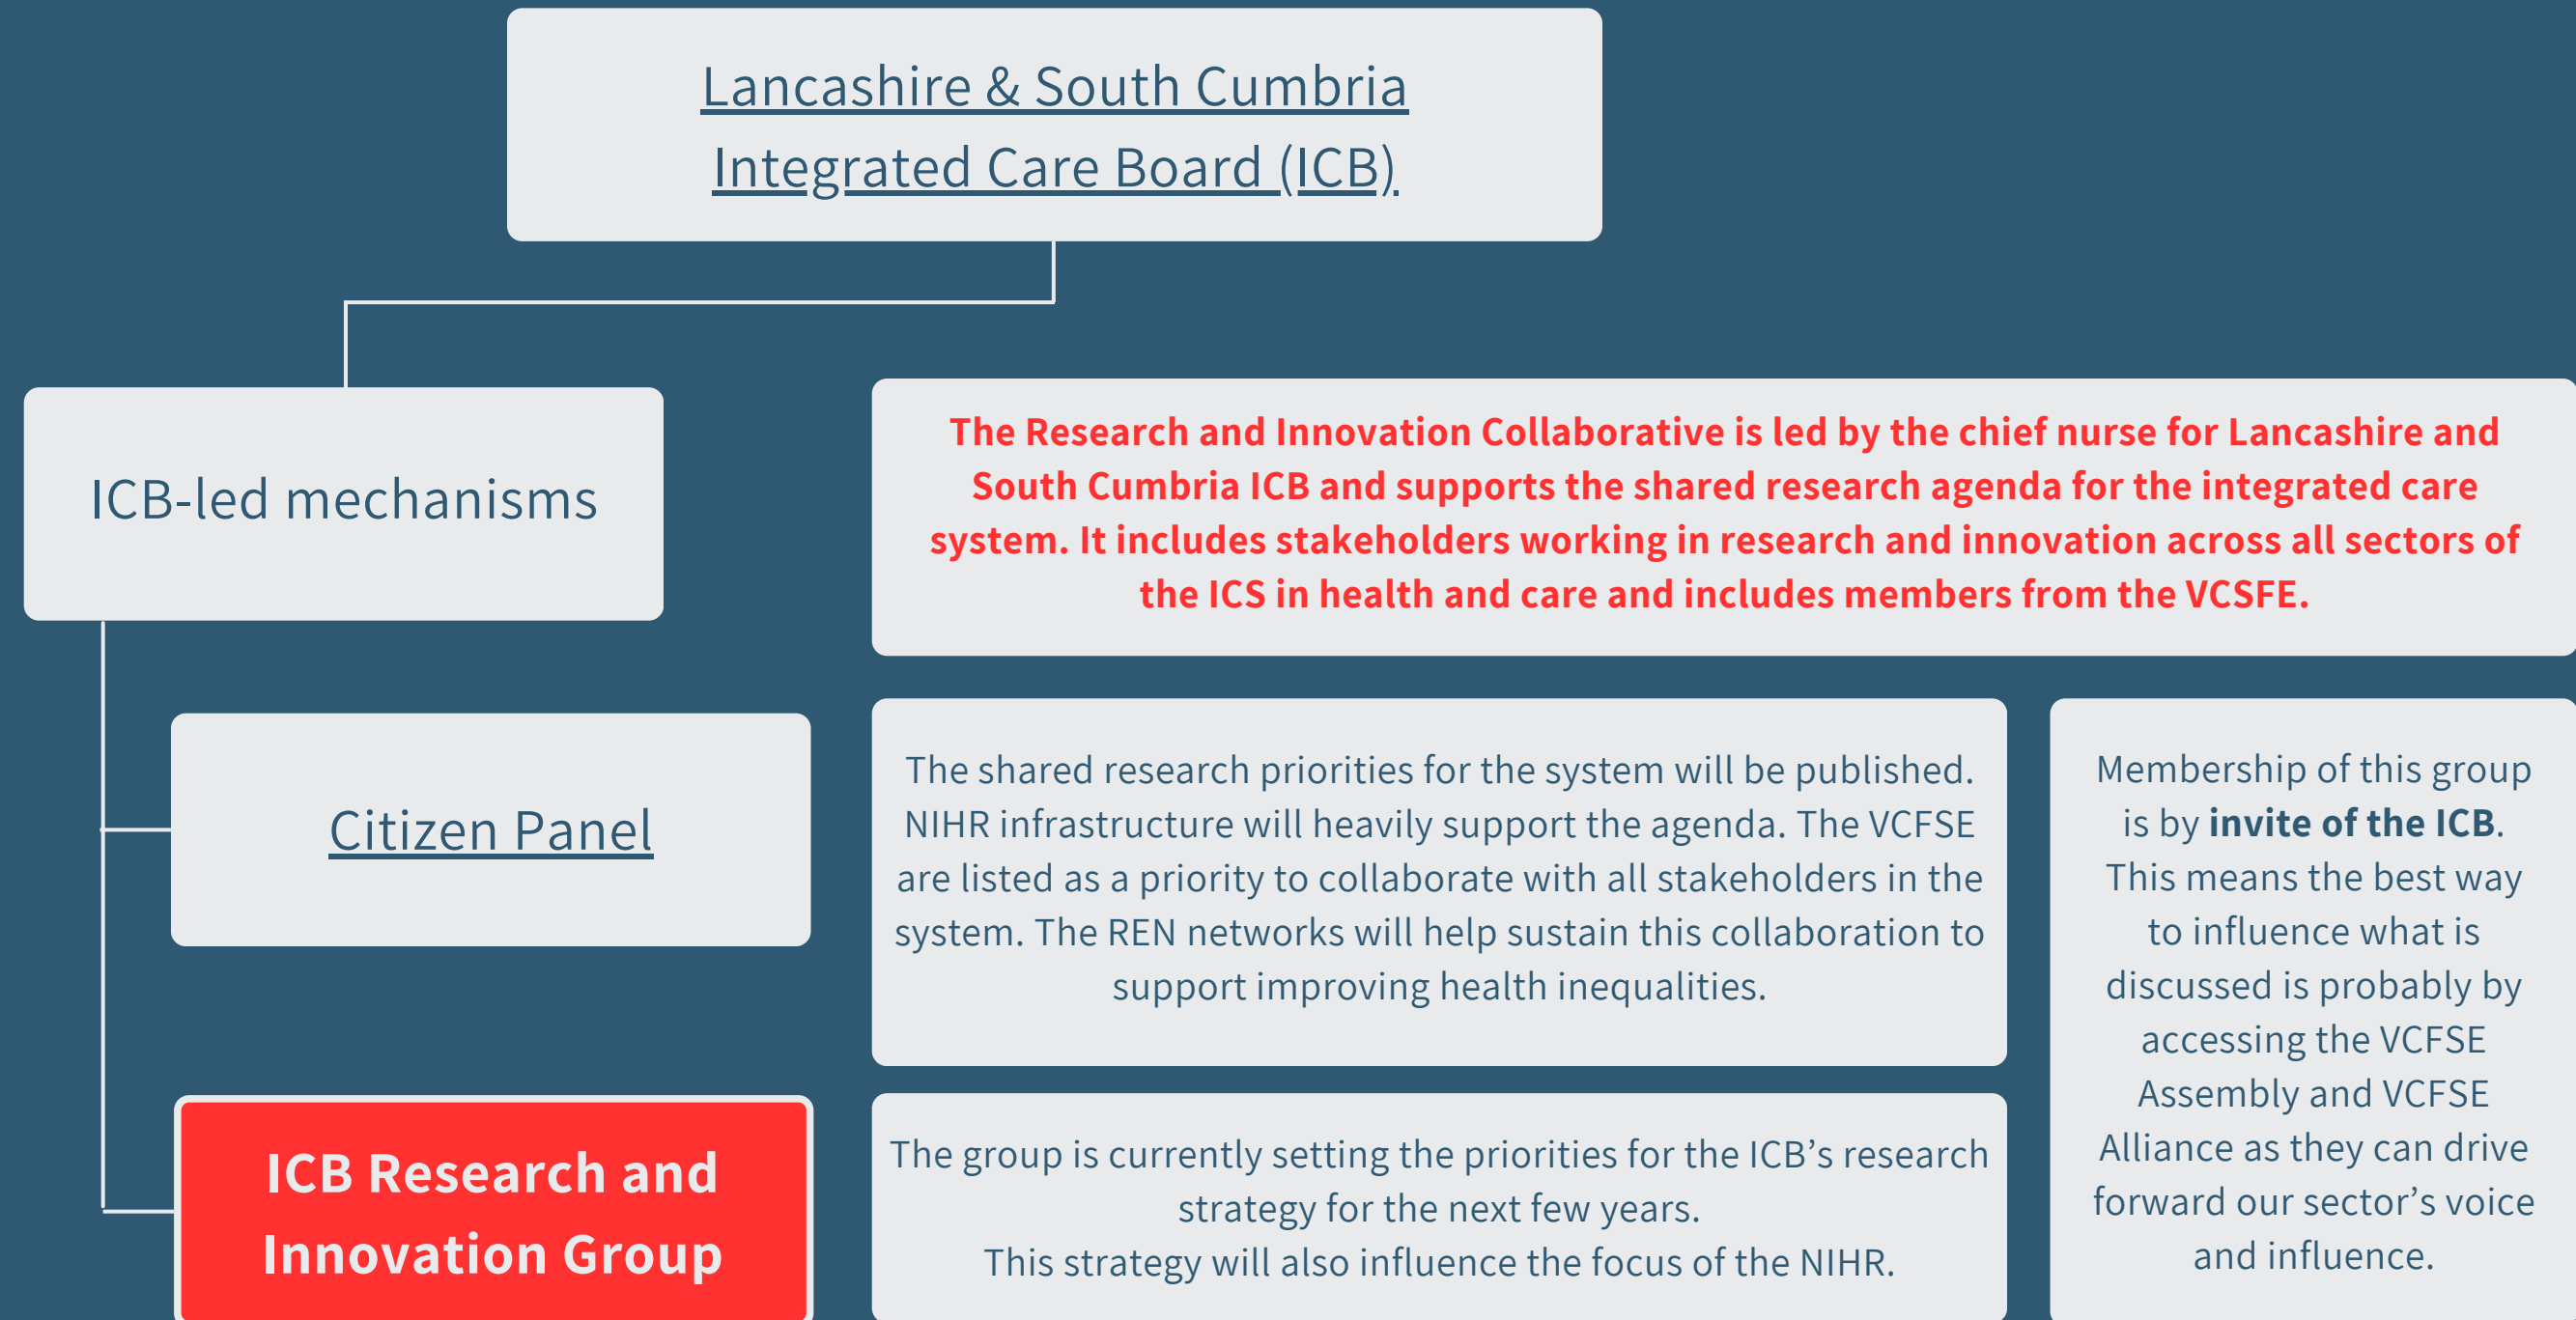 Lancashire & South Cumbria
Integrated Care Board (ICB)
ICB-led mechanisms
The Research and Innovation Collaborative is led by the chief nurse for Lancashire and
South Cumbria ICB and supports the shared research agenda for the integrated care
system. It includes stakeholders working in research and innovation across all sectors of
the ICS in health and care and includes members from the VCSFE.
Citizen Panel
The shared research priorities for the system will be published.
NIHR infrastructure will heavily support the agenda. The VCFSE
are listed as a priority to collaborate with all stakeholders in the
system. The REN networks will help sustain this collaboration to
support improving health inequalities.
Membership of this group
is by invite of the ICB.
This means the best way
to influence what is
discussed is probably by
accessing the VCFSE
Assembly and VCFSE
Alliance as they can drive
forward our sector’s voice
and influence.
ICB Research and
Innovation Group
The group is currently setting the priorities for the ICB’s research
strategy for the next few years.
This strategy will also influence the focus of the NIHR.